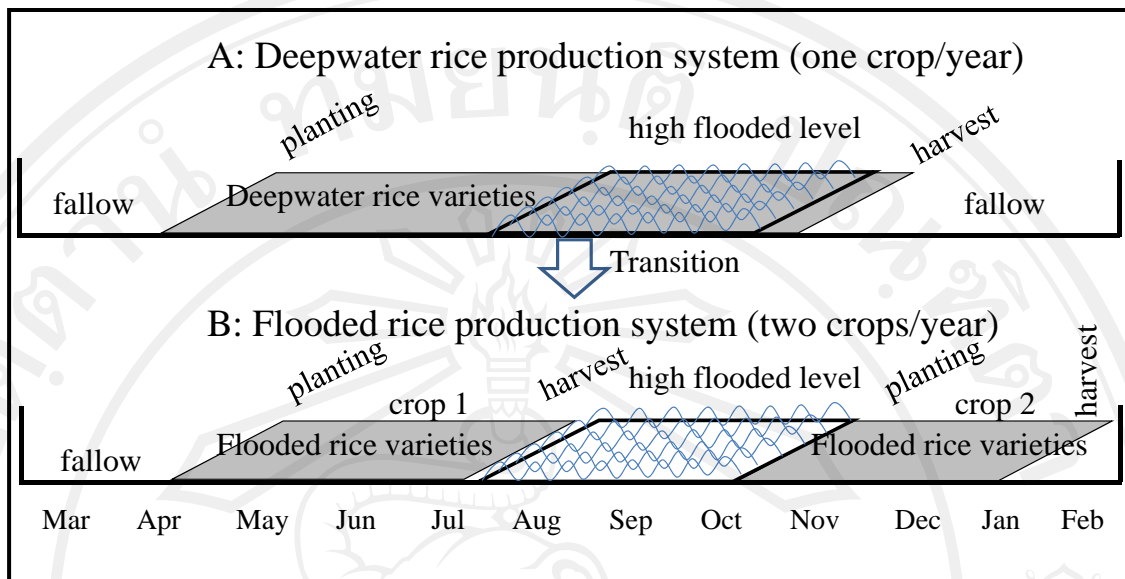 A: Deepwater rice production system (one crop/year)
planting
high flooded level
harvest
fallow
Deepwater rice varieties
fallow
Transition
B: Flooded rice production system (two crops/year)
planting
harvest
high flooded level
planting
harvest
crop 1
crop 2
fallow
Flooded rice varieties
Flooded rice varieties
Mar Apr May Jun Jul Aug Sep Oct Nov Dec Jan Feb